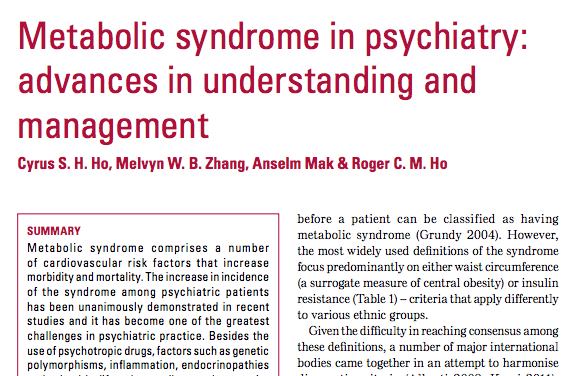 Metabolic syndrome in psychiatry:
advances in understanding and
management
Cyrus S. H. Ho, Melvyn W. B. Zhang, Anselm Mak & Roger C. M. Ho
SUMMARY
Metabolic syndrome comprises a number
of cardiovascular risk factors that increase
morbidity and mortality. The increase in incidence
of the syndrome among psychiatric patients
has been unanimously demonstrated in recent
studies and it has become one of the greatest
challenges in psychiatric practice. Besides the
use of psychotropic drugs, factors such as genetic
polymorphisms, inflammation, endocrinopathies
before a patient can be classified as having
metabolic syndrome (Grundy 2004). However,
the most widely used definitions of the syndrome
focus predominantly on either waist circumference
(a surrogate measure of central obesity) or insulin
resistance (Table 1) – criteria that apply differently
to various ethnic groups.
Given the difficulty in reaching consensus among
these definitions, a number of major international
bodies came together in an attempt to harmonise